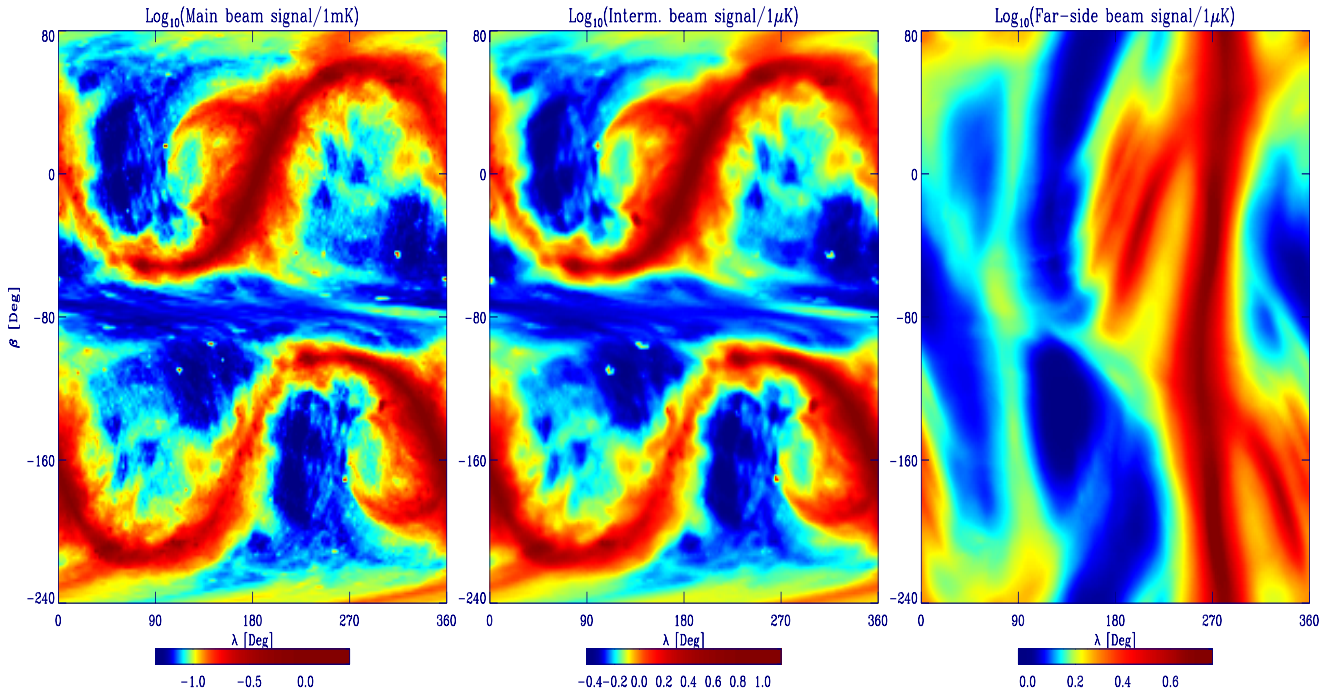 Log10(Main beam signal/1mK) Log10(Interm. beam signal/1μK) Log10(Far-side beam signal/1μK)
80 80 80
0 0 0
β [Deg]
-80 -80 -80
-160 -160 -160
-240 -240 -240
0 90 180 270 360 0 90 180 270 360 0 90 180 270 360
λ [Deg] λ [Deg] λ [Deg]
-1.0 -0.5 0.0 -0.4 -0.2 0.0 0.2 0.4 0.6 0.8 1.0 0.0 0.2 0.4 0.6